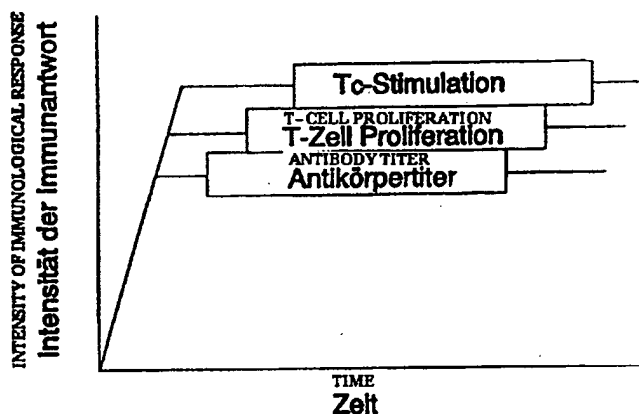 INTENSITY OF IMMUNOLOGICAL RESPONSE
Intensität der Immunantwort
Tc-Stimulation
T-CELL PROLIFERATION
T-Zell Proliferation
ANTIBODY TITER
Antikörpertiter
TIME
Zeit